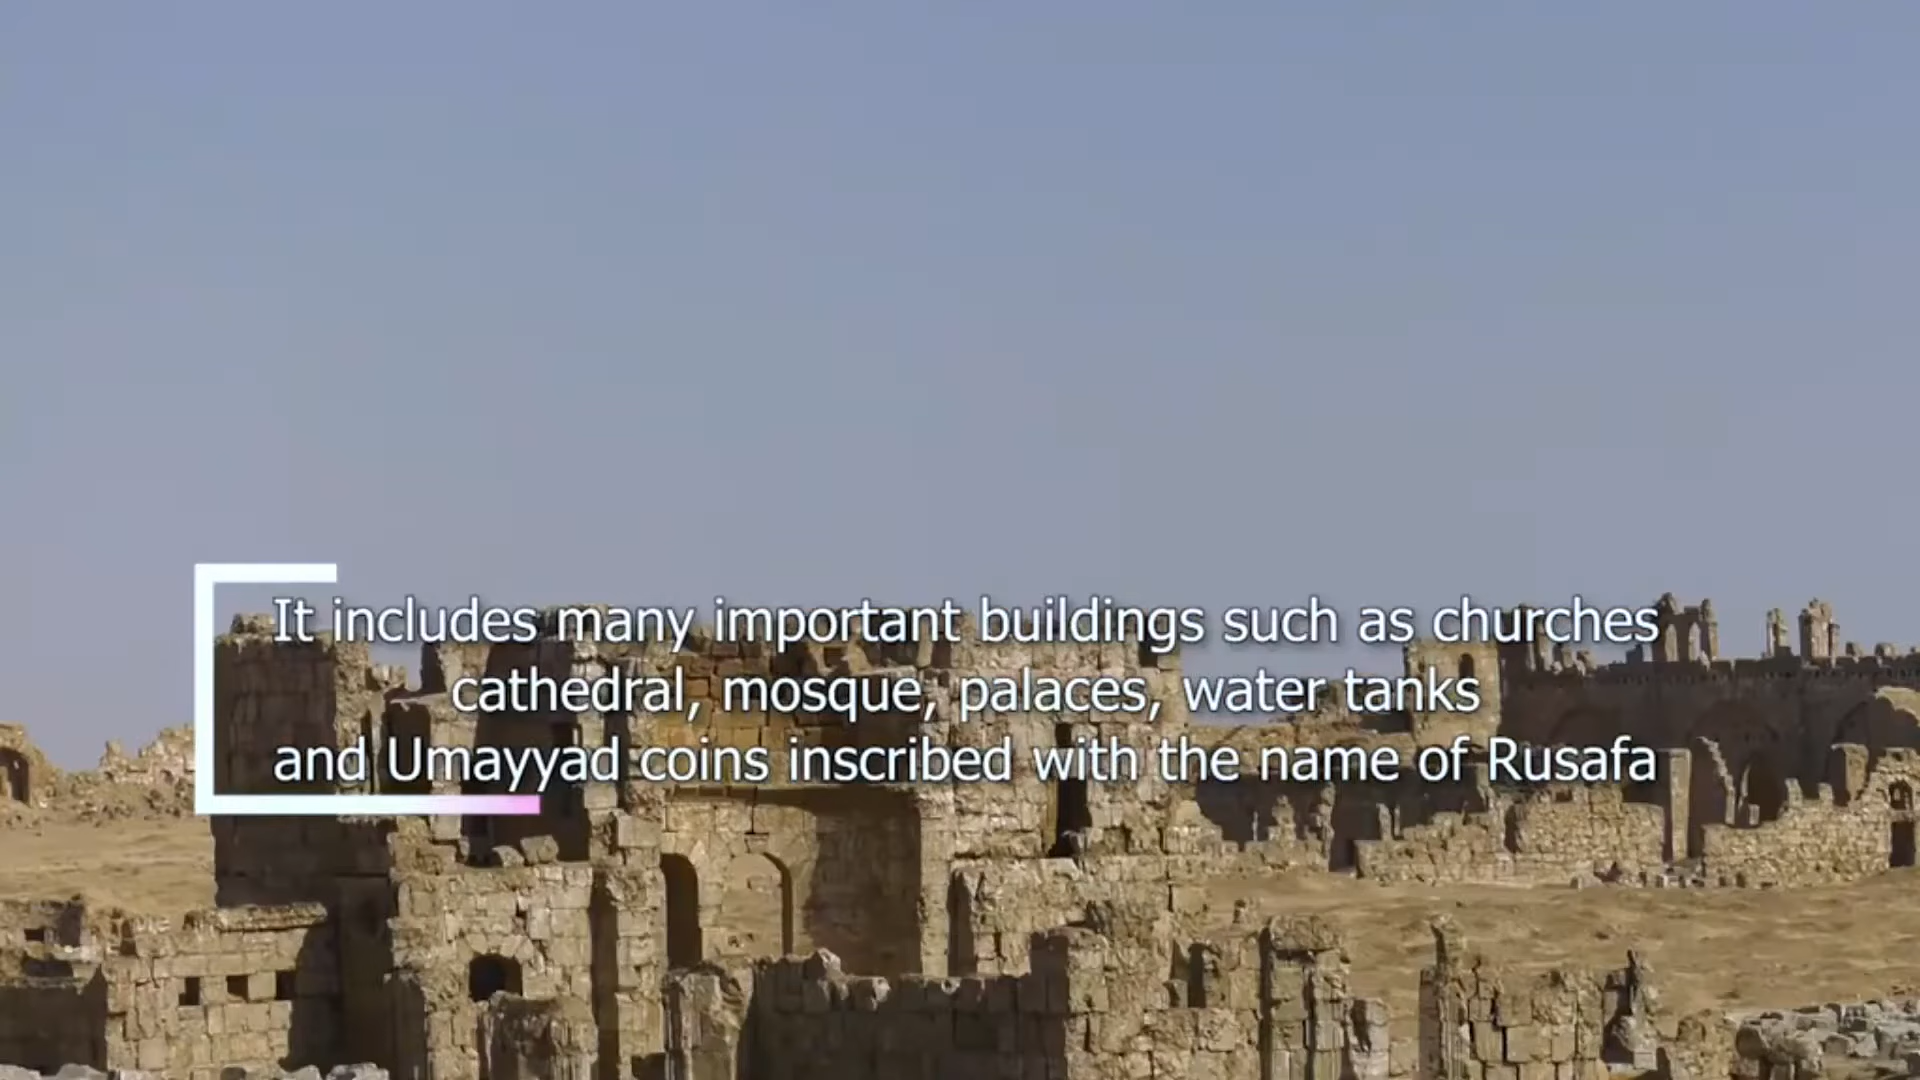 It includes many important buildings such as churches
cathedral, mosque, palaces, water tanks
and Umayyad coins inscribed with the name of Rusafa